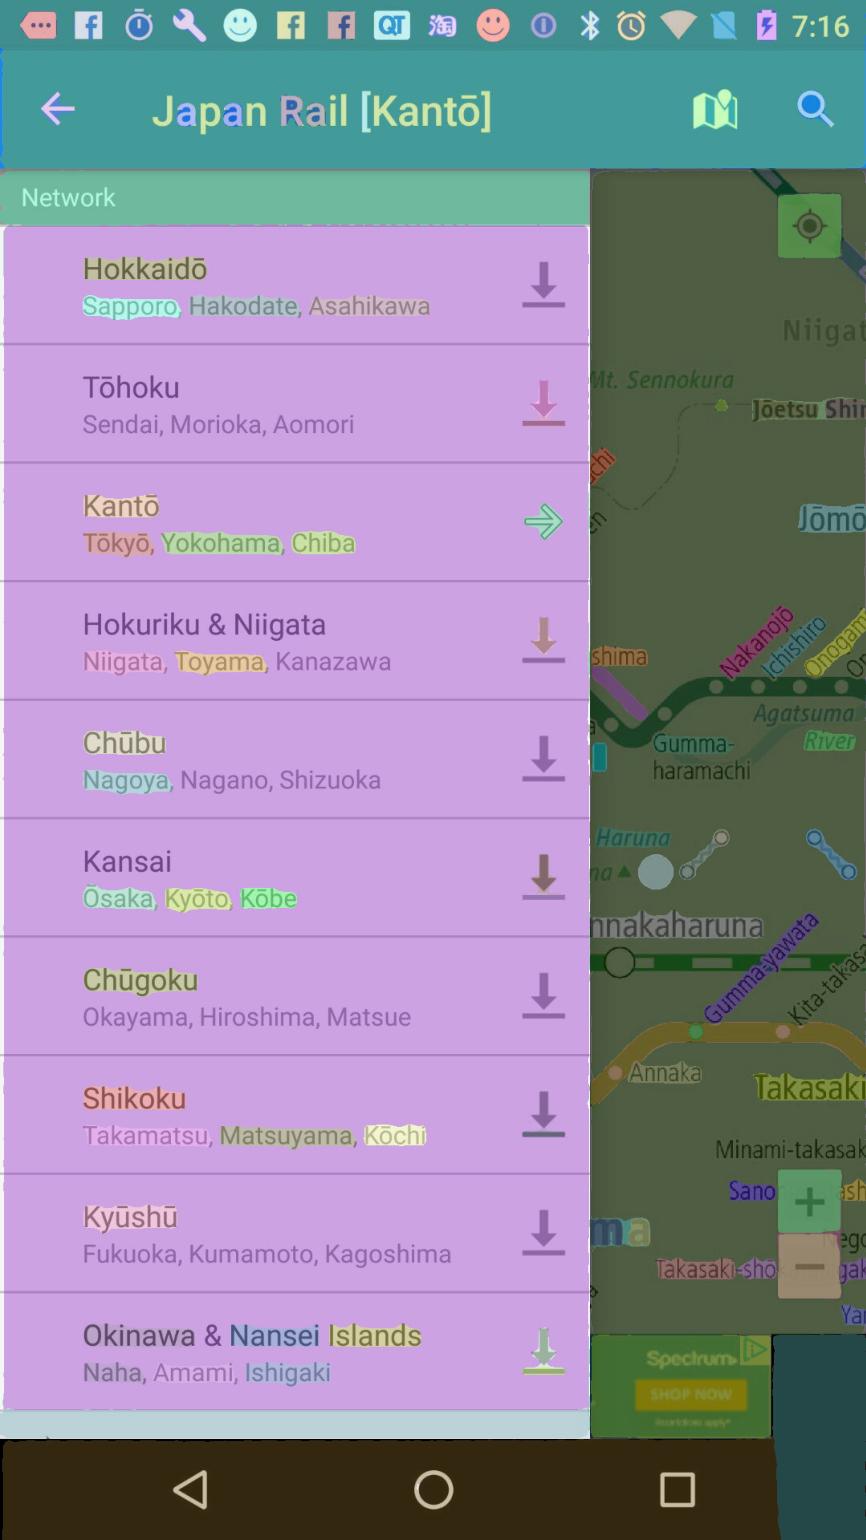 7:16
Japan Rail [Kantō]
Network
Hokkaidō
Sapporo, Hakodate, Asahikawa
Tōhoku
Sendai, Morioka, Aomori
Kantō
Tōkyō, Yokohama, Chiba
Hokuriku & Niigata
Niigata, Toyama, Kanazawa
Chūbu
Nagoya, Nagano, Shizuoka
Kansai
Ōsaka, Kyōto, Kōbe
Chūgoku
Okayama, Hiroshima, Matsue
Shikoku
Takamatsu, Matsuyama, Kōchi
Kyūshū
Fukuoka, Kumamoto, Kagoshima
Okinawa & Nansei Islands
Naha, Amami, Ishigaki
Niigat
Mt. Sennokura
Jōetsu Shin
Jōmō
Nakanojō
Ichishiro
Onogam
shima
Agatsuma
River
Gumma-
haramachi
Haruna
na
nnakaharuna
Gumma-yawata
Kita-takasa
Annaka
Takasaki
Minami-takasak
Sano
ma
Takasaki-shō
Spectrum
SHOP NOW